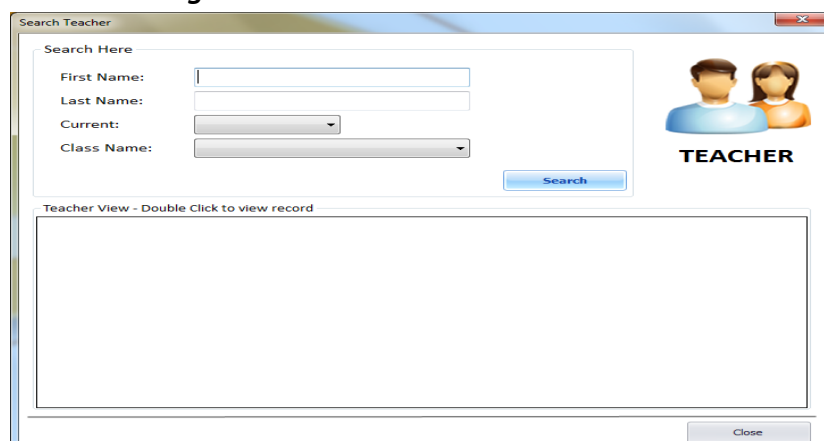 Search Teacher
Search Here
First Name:
Last Name:
Current:
Class Name:
Search
TEACHER
Teacher View - Double Click to view record
Close